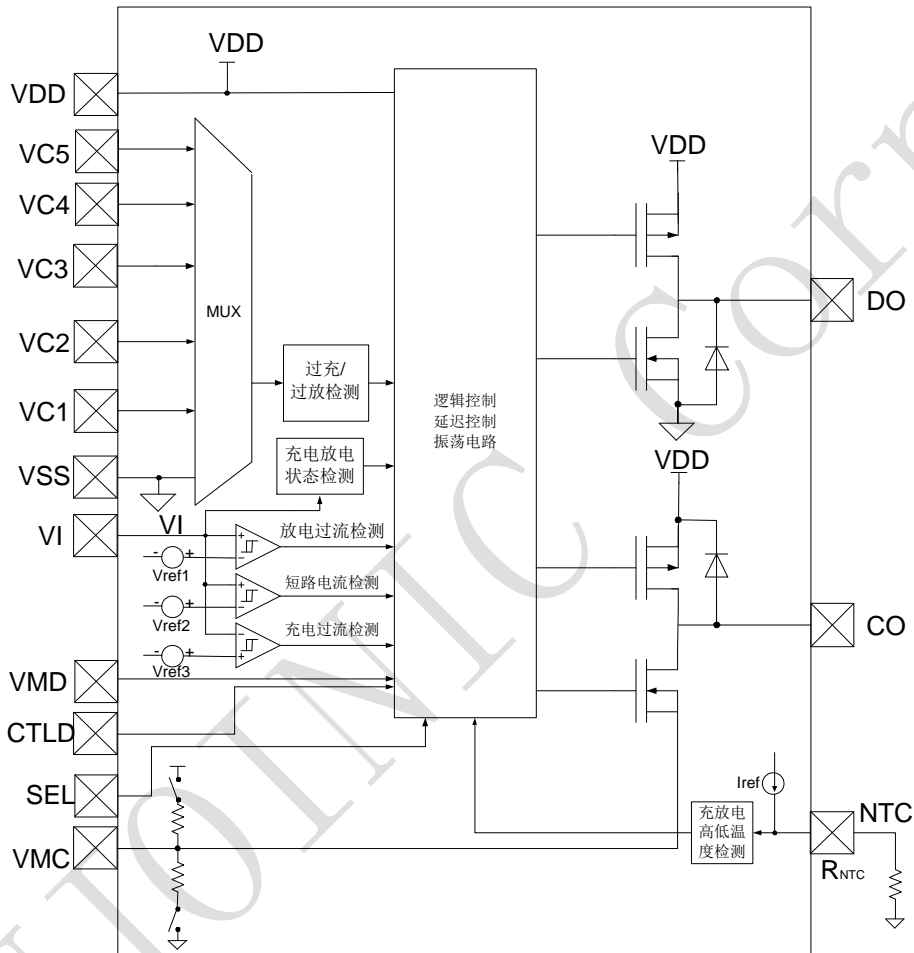 VDD
VDD
VC5
VC4
VC3
VC2
VC1
VSS
VI
VMD
CTLD
SEL
VMC
MUX
过充/
过放检测
充电放电
状态检测
VI
- +
Vref1
- +
Vref2
- +
Vref3
+
−
+
−
−
+
放电过流检测
短路电流检测
充电过流检测
逻辑控制
延迟控制
振荡电路
VDD
DO
VDD
CO
Iref
充放电
高低温
度检测
NTC
RNTC
JOINIC Corr